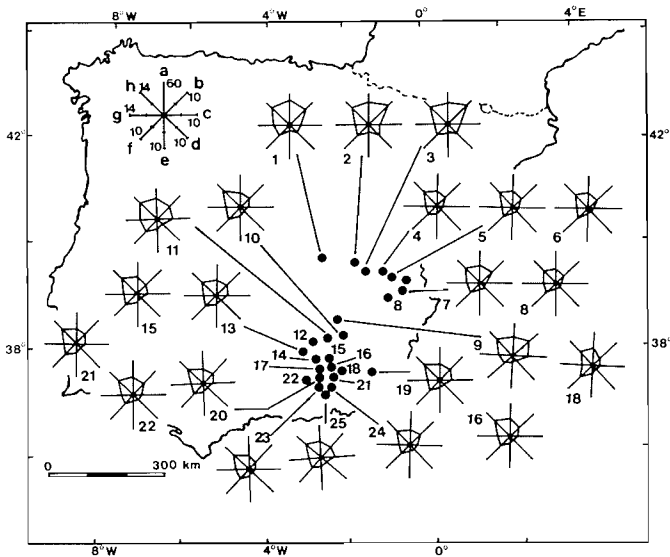 8°W 4°W 0° 4°E
a
h 14 60 b
10
g 14 c
10 10 10
f 10 d
e
42° 42°
1 2 3
4 5 6
11 10
8 7 7 8
15 13
12 15 9
14 16
38° 38°
17 18
21 22 21 19 18
22 20
23 25 24 16
0 300 km
8°W 4°W 0°